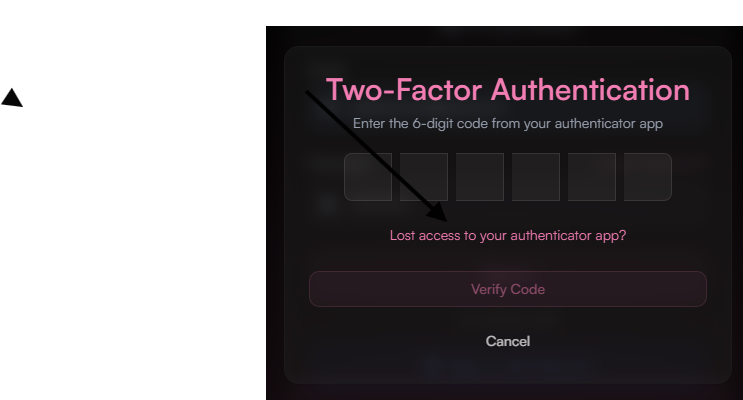 Two-Factor Authentication
Enter the 6-digit code from your authenticator app
Lost access to your authenticator app?
Verify Code
Cancel